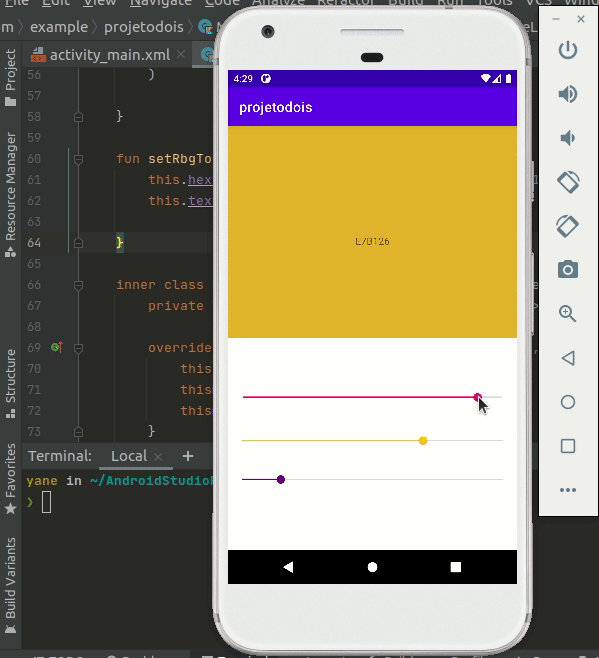 File Edit View Navigate Code Analyze Refactor Build Run Tools VCS Wind
m example projetodois
activity_main.xml
56 )
57
58 }
59
60 fun setRbgTo
61 this.hex
62 this.tex
63
64 }
65
66 inner class
67 private
68
69 override
70 this
71 this
72 this
73 }
Terminal: Local × +
yane in ~/AndroidStudioP
❯
Project
Resource Manager
Structure
Favorites
Build Variants
4:29
projetodois
E7B126